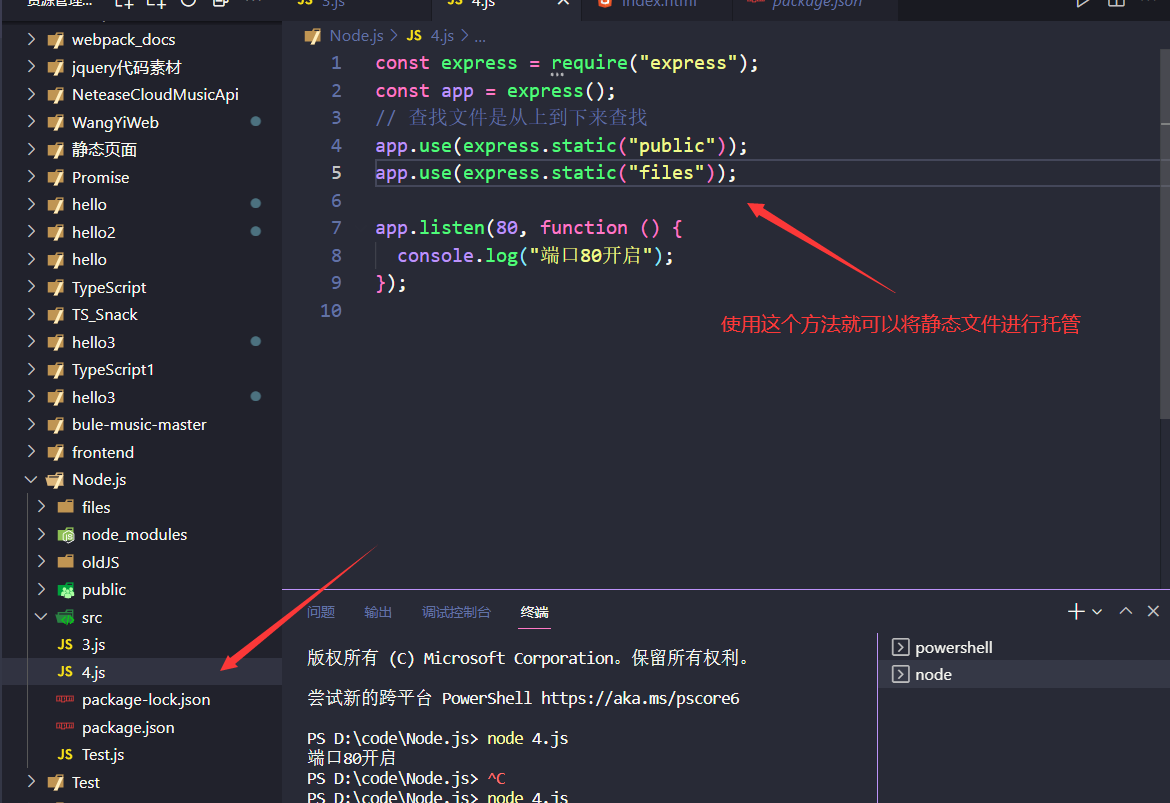 资源管理...
3.js
4.js
index.html
package.json
webpack_docs
jquery代码素材
NeteaseCloudMusicApi
WangYiWeb
静态页面
Promise
hello
hello2
hello
TypeScript
TS_Snack
hello3
TypeScript1
hello3
bule-music-master
frontend
Node.js
files
node_modules
oldJS
public
src
JS 3.js
JS 4.js
package-lock.json
package.json
JS Test.js
Test
Node.js > JS 4.js > ...
1 const express = require("express");
2 const app = express();
3 // 查找文件是从上到下来查找
4 app.use(express.static("public"));
5 app.use(express.static("files"));
6
7 app.listen(80, function () {
8 console.log("端口80开启");
9 });
10
使用这个方法就可以将静态文件进行托管
问题 输出 调试控制台 终端
版权所有 (C) Microsoft Corporation。保留所有权利。
尝试新的跨平台 PowerShell https://aka.ms/pscore6
PS D:\code\Node.js> node 4.js
端口80开启
PS D:\code\Node.js> ^C
PS D:\code\Node.js> node 4.js
powershell
node